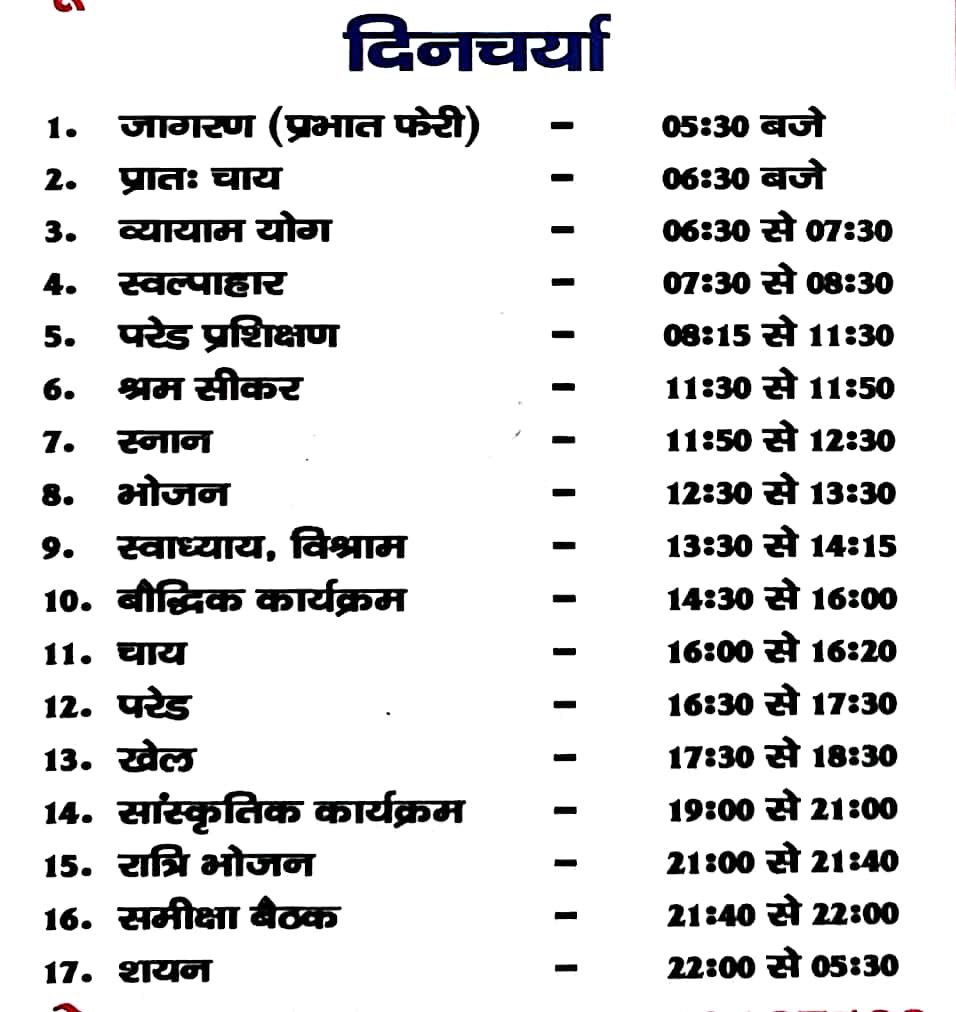 दिनचर्या
1. जागरण (प्रभात फेरी) – 05:30 बजे
2. प्रातः चाय – 06:30 बजे
3. व्यायाम योग – 06:30 से 07:30
4. स्वल्पाहार – 07:30 से 08:30
5. परेड प्रशिक्षण – 08:15 से 11:30
6. श्रम सीकर – 11:30 से 11:50
7. स्नान – 11:50 से 12:30
8. भोजन – 12:30 से 13:30
9. स्वाध्याय, विश्राम – 13:30 से 14:15
10. बौद्धिक कार्यक्रम – 14:30 से 16:00
11. चाय – 16:00 से 16:20
12. परेड – 16:30 से 17:30
13. खेल – 17:30 से 18:30
14. सांस्कृतिक कार्यक्रम – 19:00 से 21:00
15. रात्रि भोजन – 21:00 से 21:40
16. समीक्षा बैठक – 21:40 से 22:00
17. शयन – 22:00 से 05:30